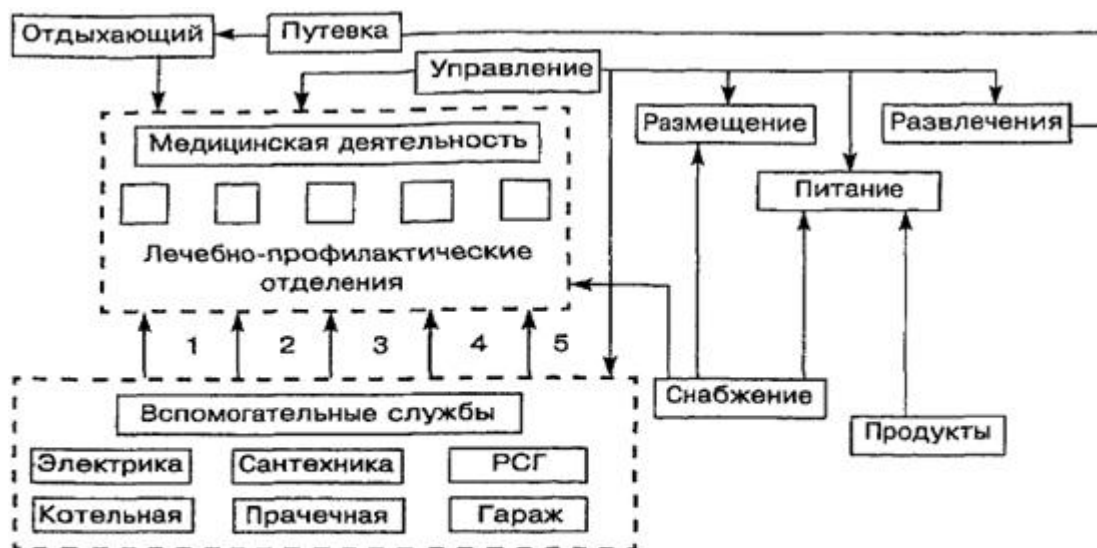 Отдыхающий
Путевка
Управление
Размещение
Развлечения
Медицинская деятельность
Питание
Лечебно-профилактические
отделения
1 2 3 4 5
Снабжение
Вспомогательные службы
Продукты
Электрика
Сантехника
РСГ
Котельная
Прачечная
Гараж